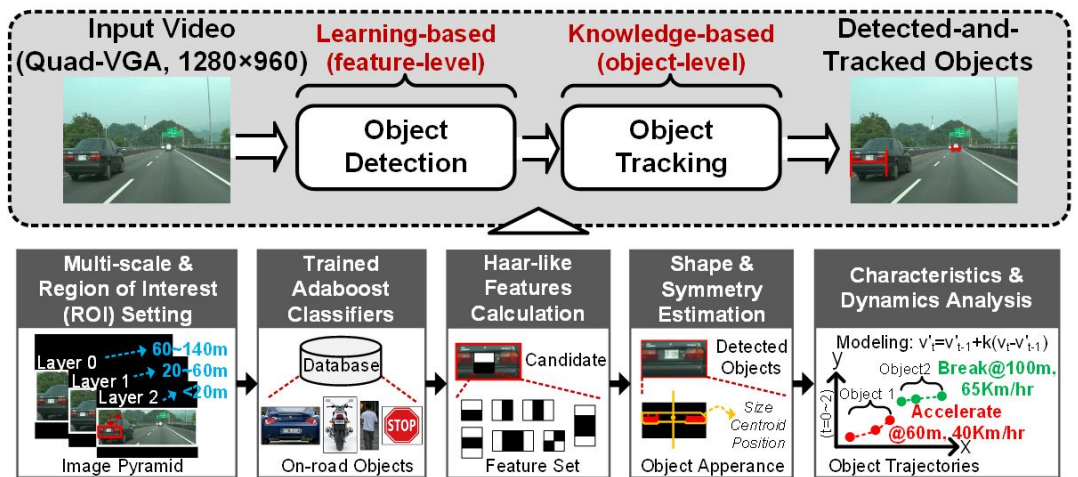 Input Video
(Quad-VGA, 1280×960)
Learning-based
(feature-level)
Knowledge-based
(object-level)
Detected-and-
Tracked Objects
Object
Detection
Object
Tracking
Multi-scale &
Region of Interest
(ROI) Setting
Layer 0
60~140m
Layer 1
20~60m
Layer 2
<20m
Image Pyramid
Trained
Adaboost
Classifiers
Database
STOP
On-road Objects
Haar-like
Features
Calculation
Candidate
Feature Set
Shape &
Symmetry
Estimation
Detected
Objects
Size
Centroid
Position
Object Apperance
Characteristics &
Dynamics Analysis
Modeling: v't=v't-1+k(vt-v't-1)
y
(t=0~2)
Object2
Break@100m,
65Km/hr
Object 1
Accelerate
@60m, 40Km/hr
X
Object Trajectories